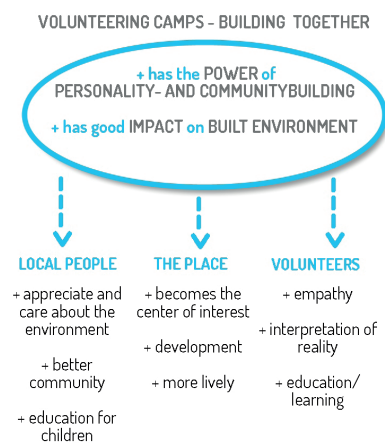 VOLUNTEERING CAMPS - BUILDING TOGETHER
+ has the POWER of
PERSONALITY- AND COMMUNITYBUILDING
+ has good IMPACT on BUILT ENVIRONMENT
LOCAL PEOPLE
+ appreciate and
care about the
environment
+ better
community
+ education for
children
THE PLACE
+ becomes the
center of interest
+ development
+ more lively
VOLUNTEERS
+ empathy
+ interpretation of
reality
+ education/
learning